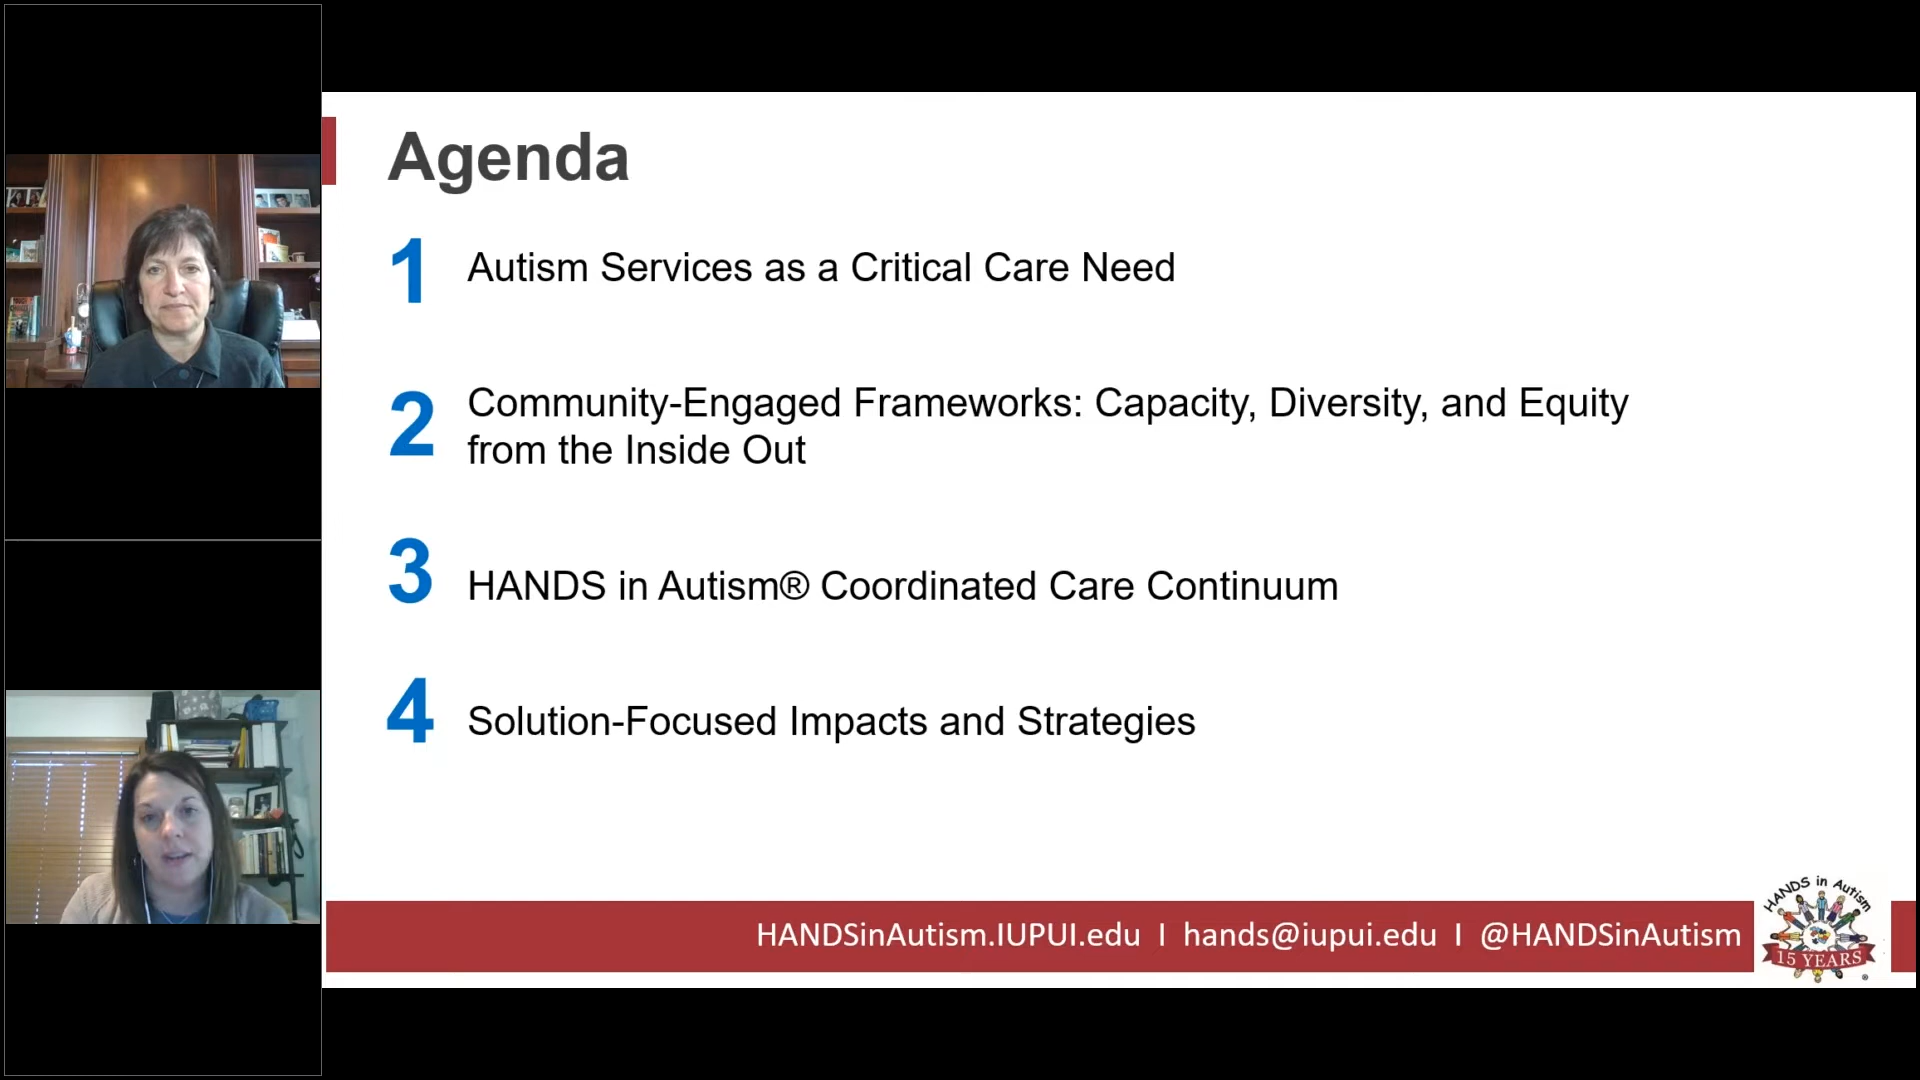 Agenda
1 Autism Services as a Critical Care Need
2 Community-Engaged Frameworks: Capacity, Diversity, and Equity
from the Inside Out
3 HANDS in Autism® Coordinated Care Continuum
4 Solution-Focused Impacts and Strategies
HANDSinAutism.IUPUI.edu I hands@iupui.edu I @HANDSinAutism
HANDS in Autism
15 YEARS
®